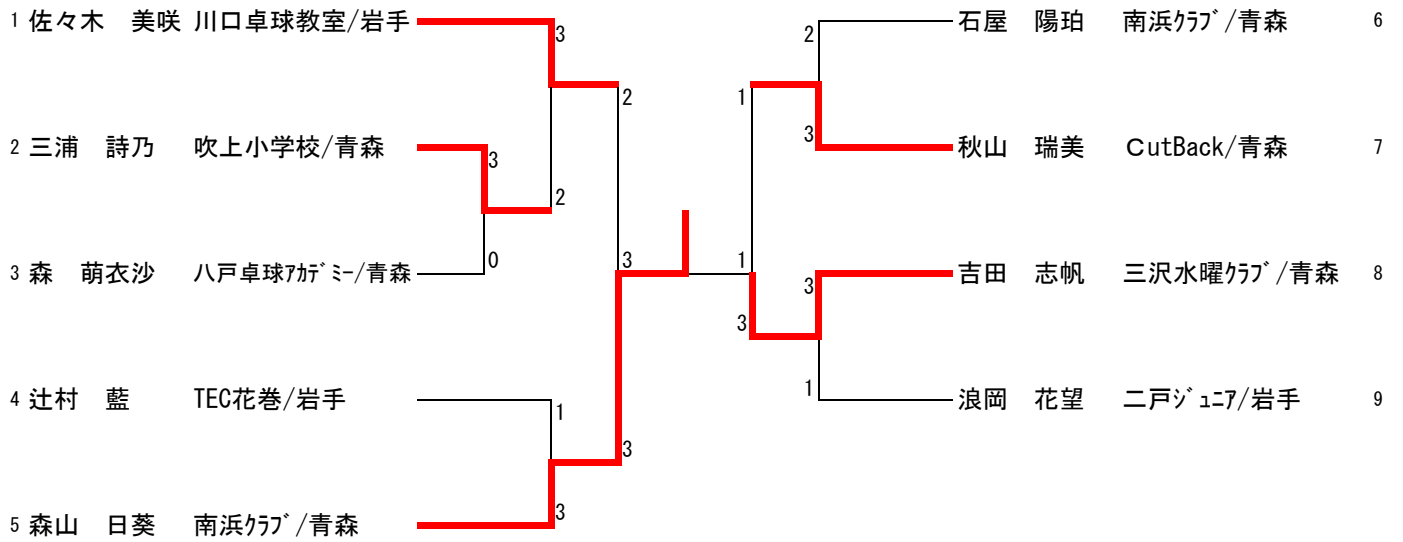 1 佐々木　美咲 川口卓球教室/岩手
3
2
2 三浦　詩乃 吹上小学校/青森
3
2
3 森　萌衣沙 八戸卓球ｱｶﾃﾞﾐｰ/青森
0
3
4 辻村　藍 TEC花巻/岩手
1
3
5 森山　日葵 南浜ｸﾗﾌﾞ/青森
3
石屋　陽珀 南浜ｸﾗﾌﾞ/青森 6
2
1
秋山　瑞美 ＣutBack/青森 7
3
吉田　志帆 三沢水曜ｸﾗﾌﾞ/青森 8
1
3
3
浪岡　花望 二戸ｼﾞｭﾆｱ/岩手 9
1